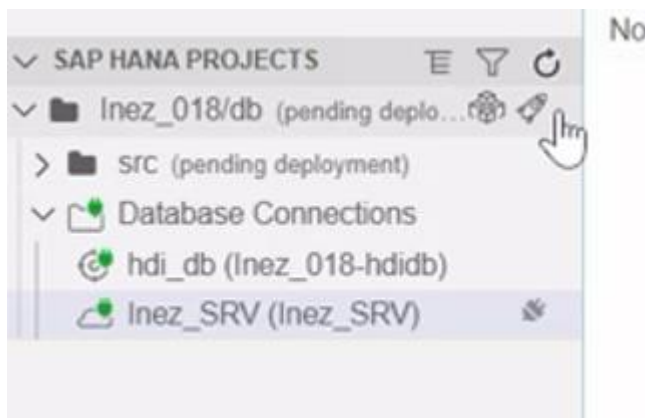 No
SAP HANA PROJECTS
Inez_018/db (pending deplo...
src (pending deployment)
Database Connections
hdi_db (Inez_018-hdidb)
Inez_SRV (Inez_SRV)